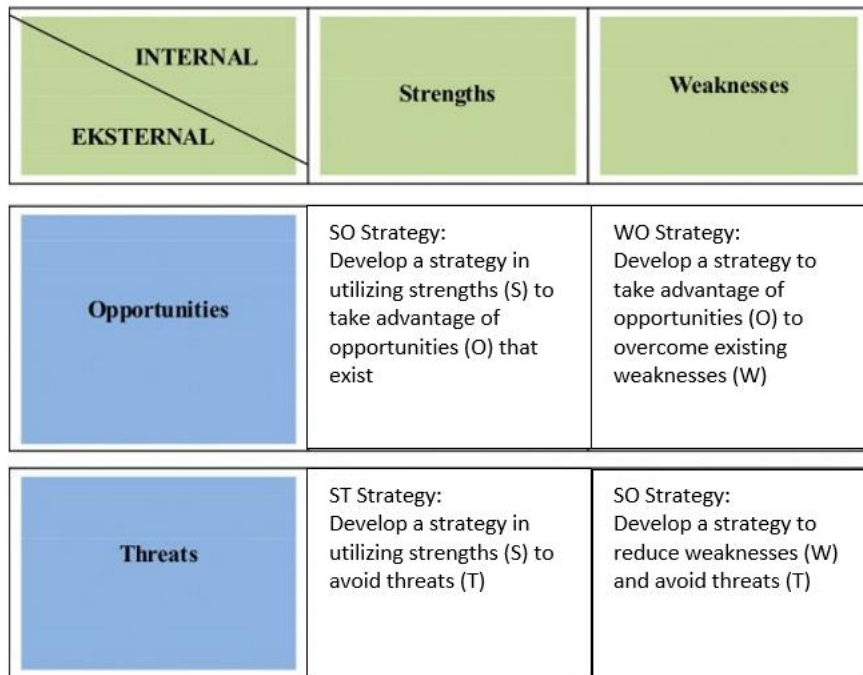 INTERNAL
EKSTERNAL
Strengths
Weaknesses
Opportunities
SO Strategy:
Develop a strategy in
utilizing strengths (S) to
take advantage of
opportunities (O) that
exist
WO Strategy:
Develop a strategy to
take advantage of
opportunities (O) to
overcome existing
weaknesses (W)
Threats
ST Strategy:
Develop a strategy in
utilizing strengths (S) to
avoid threats (T)
SO Strategy:
Develop a strategy to
reduce weaknesses (W)
and avoid threats (T)